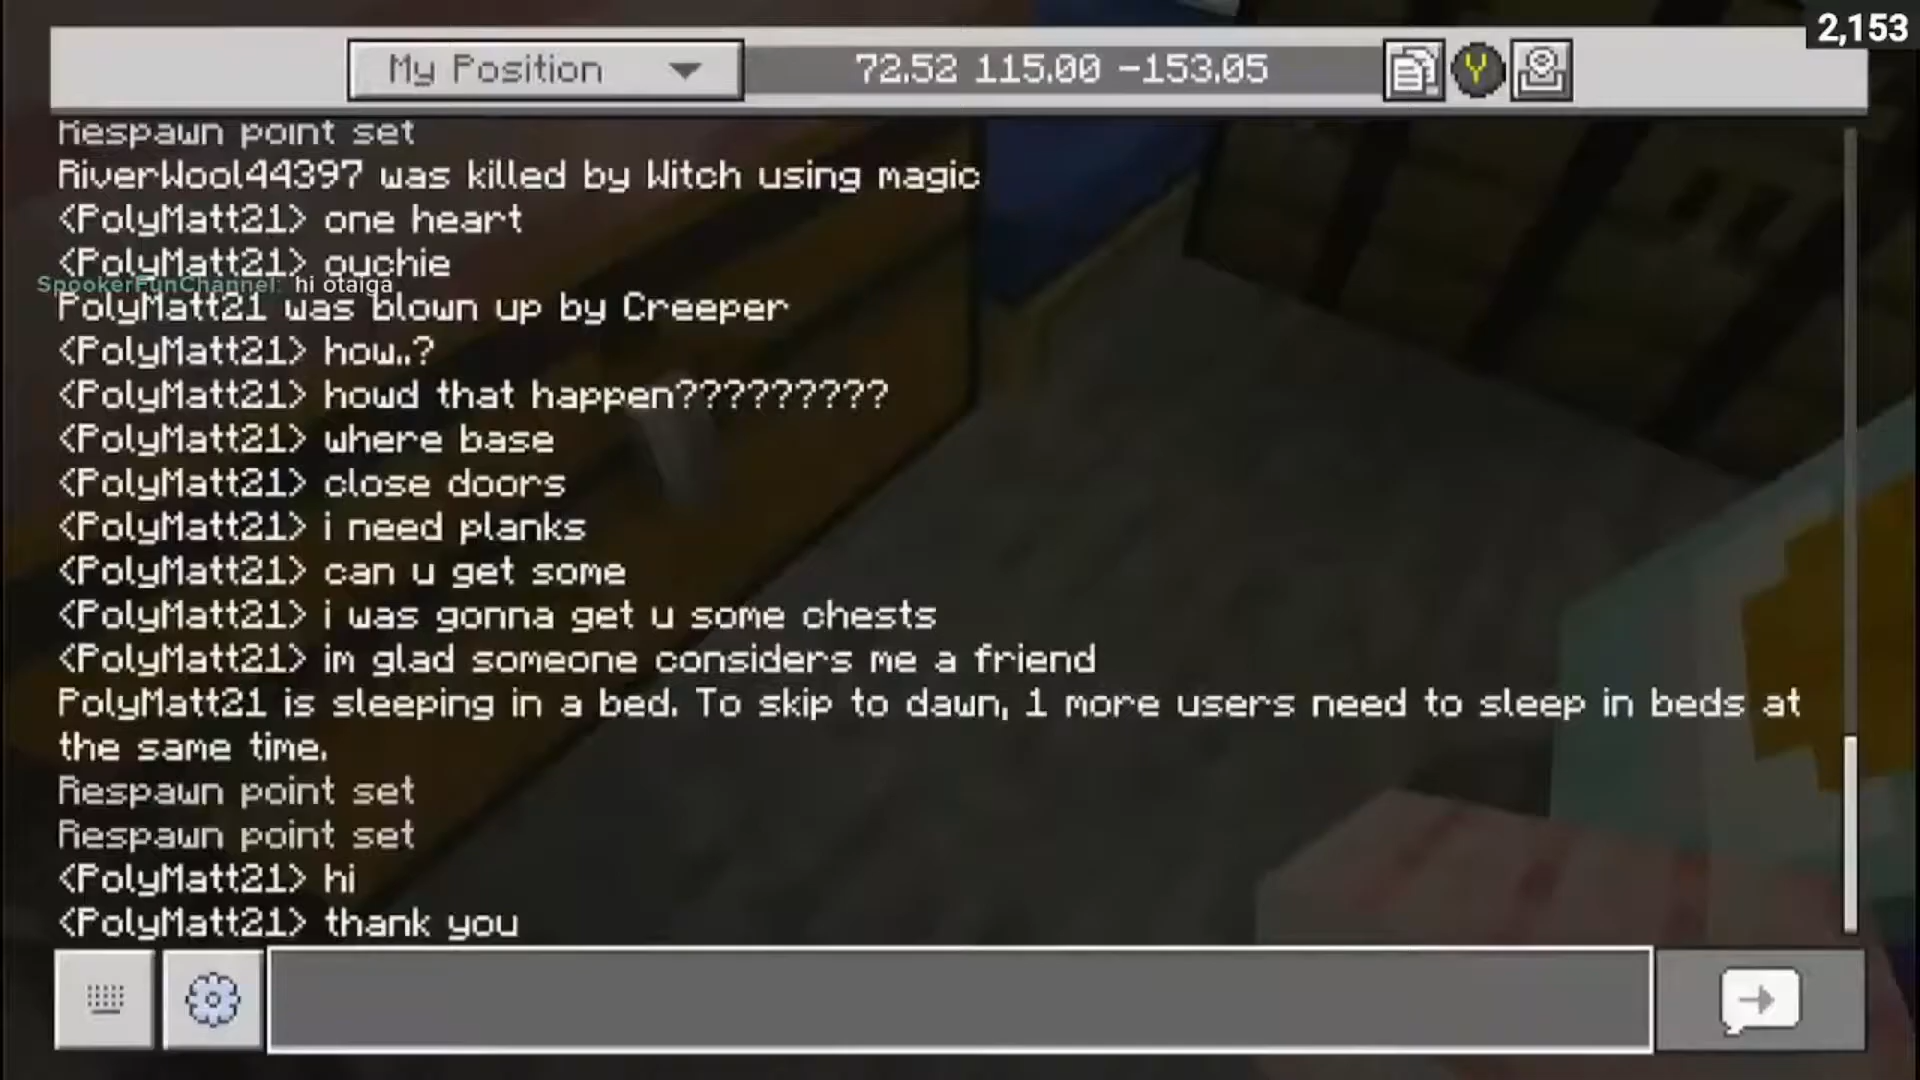 2,153
My Position 72.52 115.00 -153.05 Y
Respawn point set
RiverWool44397 was killed by Witch using magic
<PolyMatt21> one heart
<PolyMatt21> ouchie
SpookerFunChannel: hi otaiga
PolyMatt21 was blown up by Creeper
<PolyMatt21> how..?
<PolyMatt21> howd that happen?????????
<PolyMatt21> where base
<PolyMatt21> close doors
<PolyMatt21> i need planks
<PolyMatt21> can u get some
<PolyMatt21> i was gonna get u some chests
<PolyMatt21> im glad someone considers me a friend
PolyMatt21 is sleeping in a bed. To skip to dawn, 1 more users need to sleep in beds at
the same time.
Respawn point set
Respawn point set
<PolyMatt21> hi
<PolyMatt21> thank you